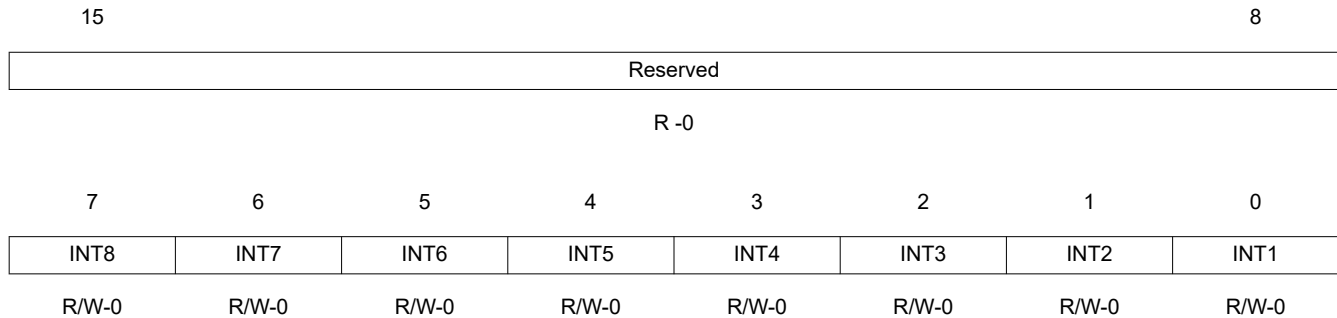 15 8
Reserved
R -0
7 6 5 4 3 2 1 0
INT8 INT7 INT6 INT5 INT4 INT3 INT2 INT1
R/W-0 R/W-0 R/W-0 R/W-0 R/W-0 R/W-0 R/W-0 R/W-0